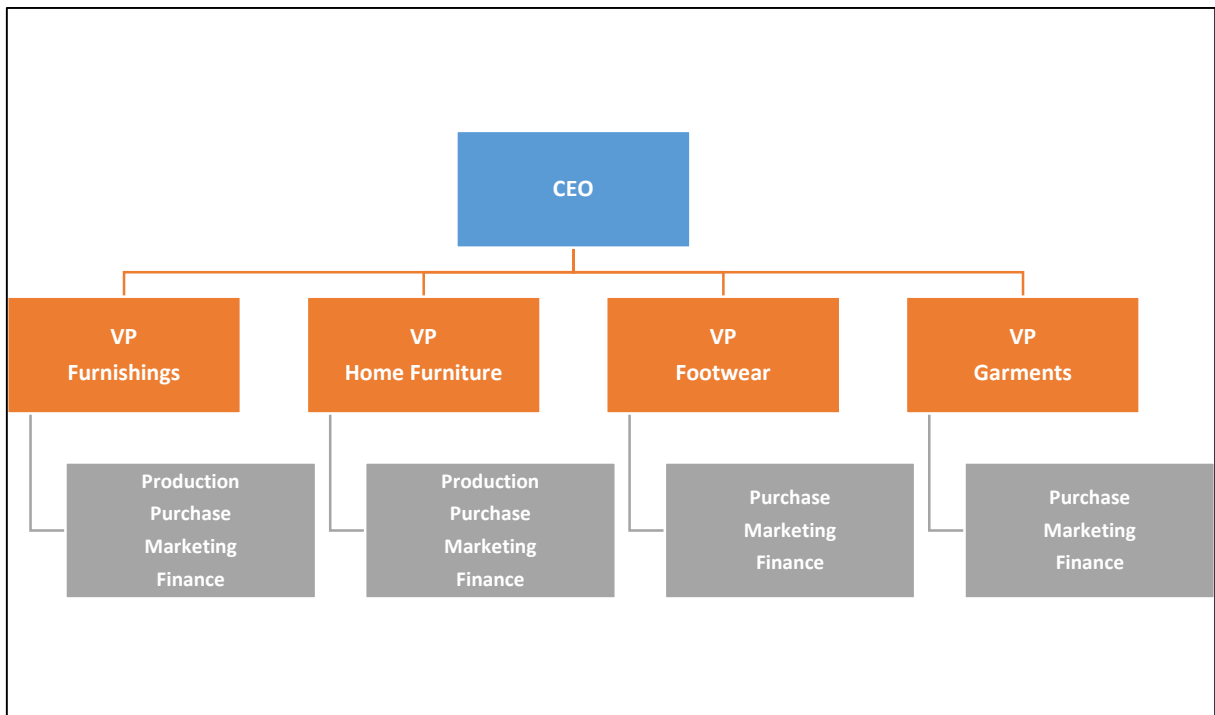 CEO
VP
Furnishings
VP
Home Furniture
VP
Footwear
VP
Garments
Production
Purchase
Marketing
Finance
Production
Purchase
Marketing
Finance
Purchase
Marketing
Finance
Purchase
Marketing
Finance